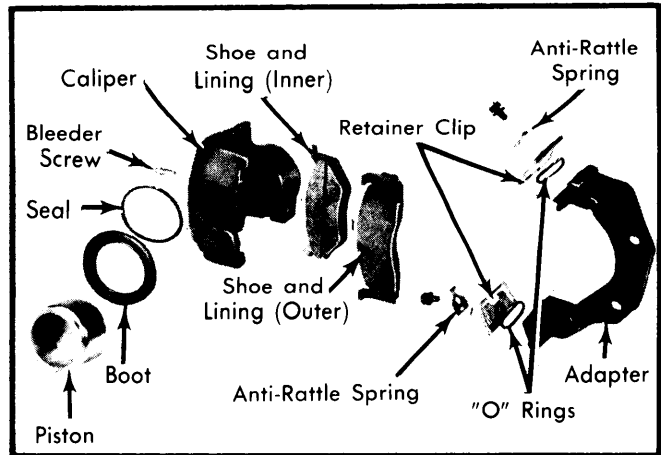 Shoe and
Lining (Inner)
Anti-Rattle
Spring
Caliper
Retainer Clip
Bleeder
Screw
Seal
Shoe and
Lining (Outer)
Boot
Anti-Rattle Spring
Adapter
"O" Rings
Piston